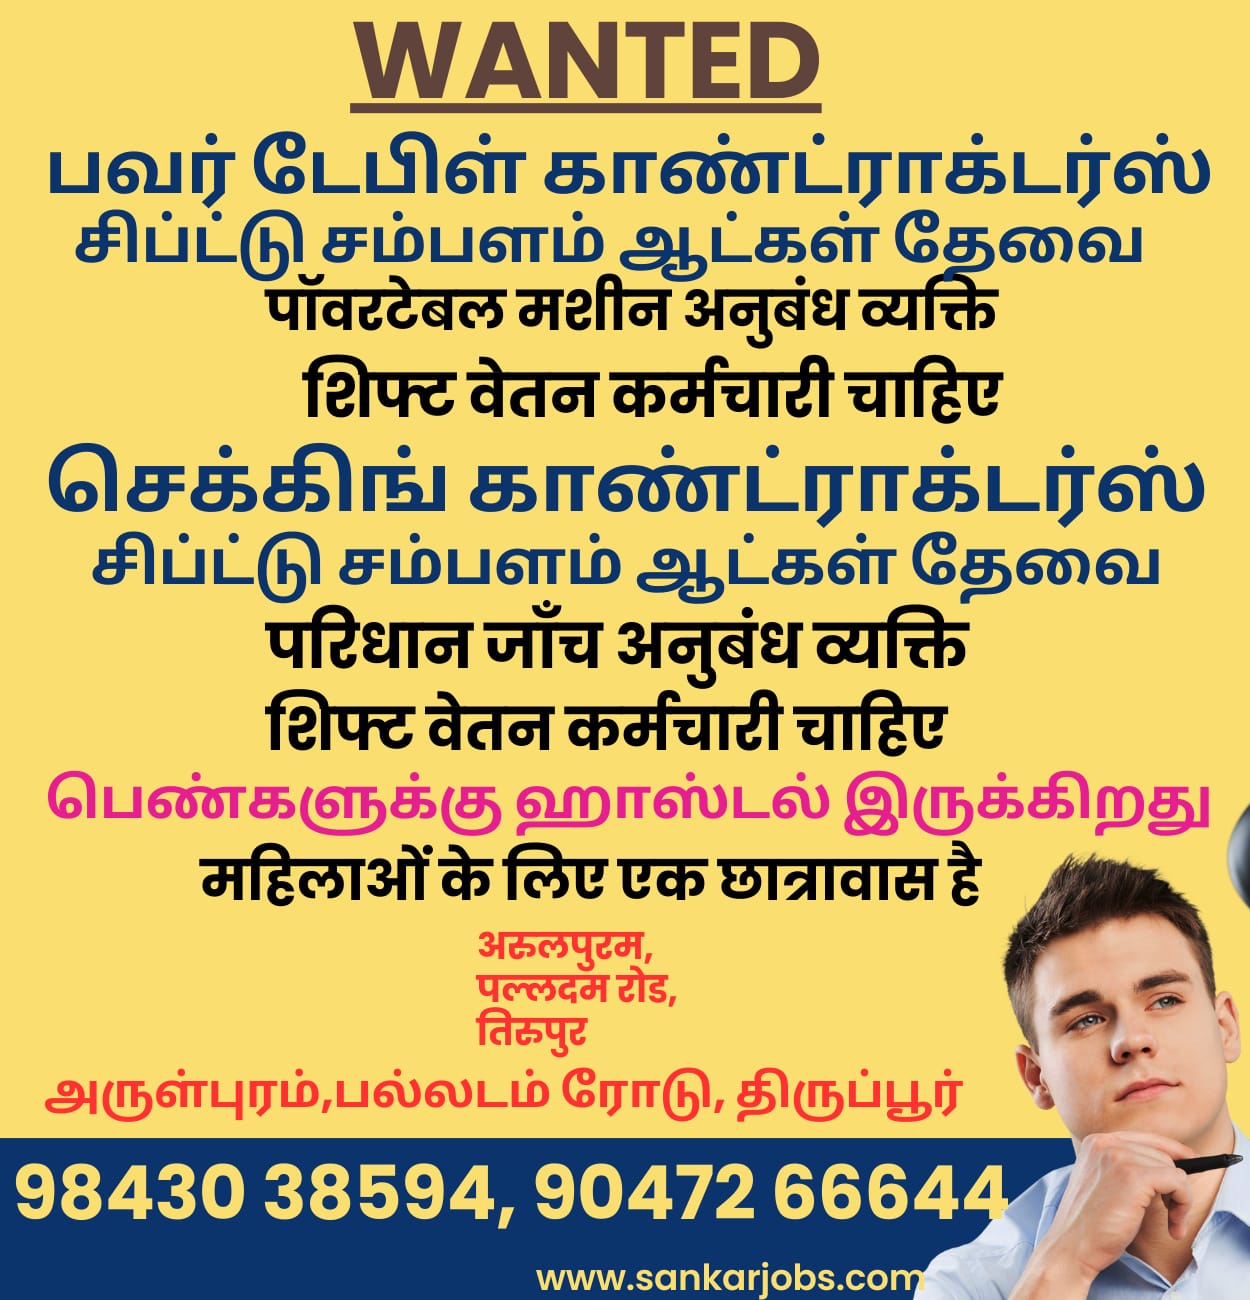 WANTED
பவர் டேபிள் காண்ட்ராக்டர்ஸ்
சிப்ட்டு சம்பளம் ஆட்கள் தேவை
पॉवरटेबल मशीन अनुबंध व्यक्ति
शिफ्ट वेतन कर्मचारी चाहिए
செக்கிங் காண்ட்ராக்டர்ஸ்
சிப்ட்டு சம்பளம் ஆட்கள் தேவை
परिधान जाँच अनुबंध व्यक्ति
शिफ्ट वेतन कर्मचारी चाहिए
பெண்களுக்கு ஹாஸ்டல் இருக்கிறது
महिलाओं के लिए एक छात्रावास है
अरुलपुरम,
पल्लदम रोड,
तिरुपुर
அருள்புரம்,பல்லடம் ரோடு, திருப்பூர்
98430 38594, 90472 66644
www.sankarjobs.com